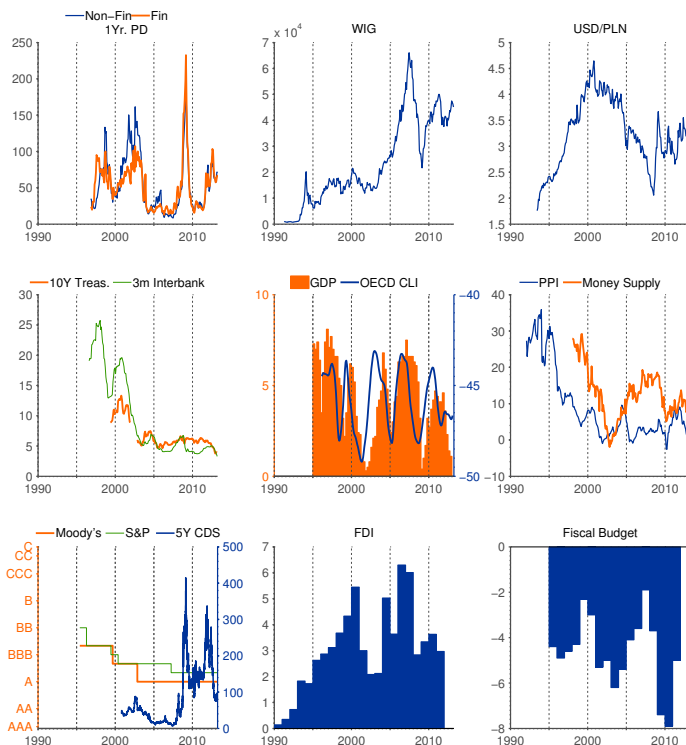 Non−Fin Fin
1Yr. PD
250
200
150
100
50
0
1990 2000 2010
WIG
x 10^4
7
6
5
4
3
2
1
0
1990 2000 2010
USD/PLN
5
4.5
4
3.5
3
2.5
2
1.5
1990 2000 2010
10Y Treas. 3m Interbank
30
25
20
15
10
5
0
1990 2000 2010
GDP OECD CLI
10 −40
5 −45
0 −50
1990 2000 2010
PPI Money Supply
40
30
20
10
0
−10
1990 2000 2010
Moody's S&P 5Y CDS
C 500
CC
CCC 400
B 300
BB
BBB 200
A 100
AA
AAA 0
1990 2000 2010
FDI
7
6
5
4
3
2
1
0
1990 2000 2010
Fiscal Budget
0
−2
−4
−6
−8
1990 2000 2010